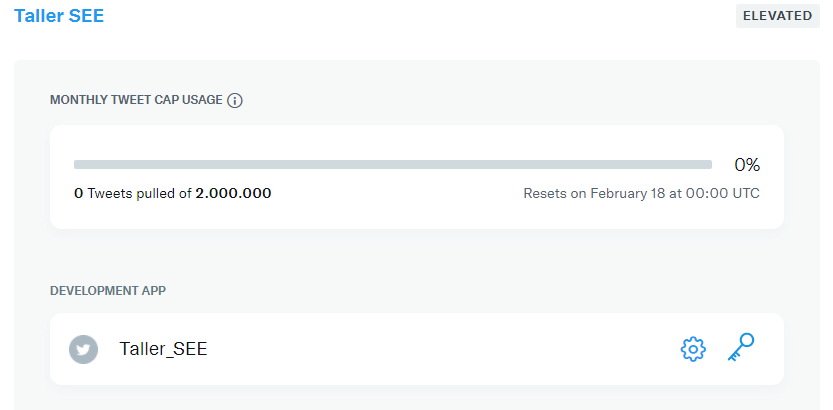 Taller SEE
ELEVATED
MONTHLY TWEET CAP USAGE
0%
0 Tweets pulled of 2.000.000
Resets on February 18 at 00:00 UTC
DEVELOPMENT APP
Taller_SEE